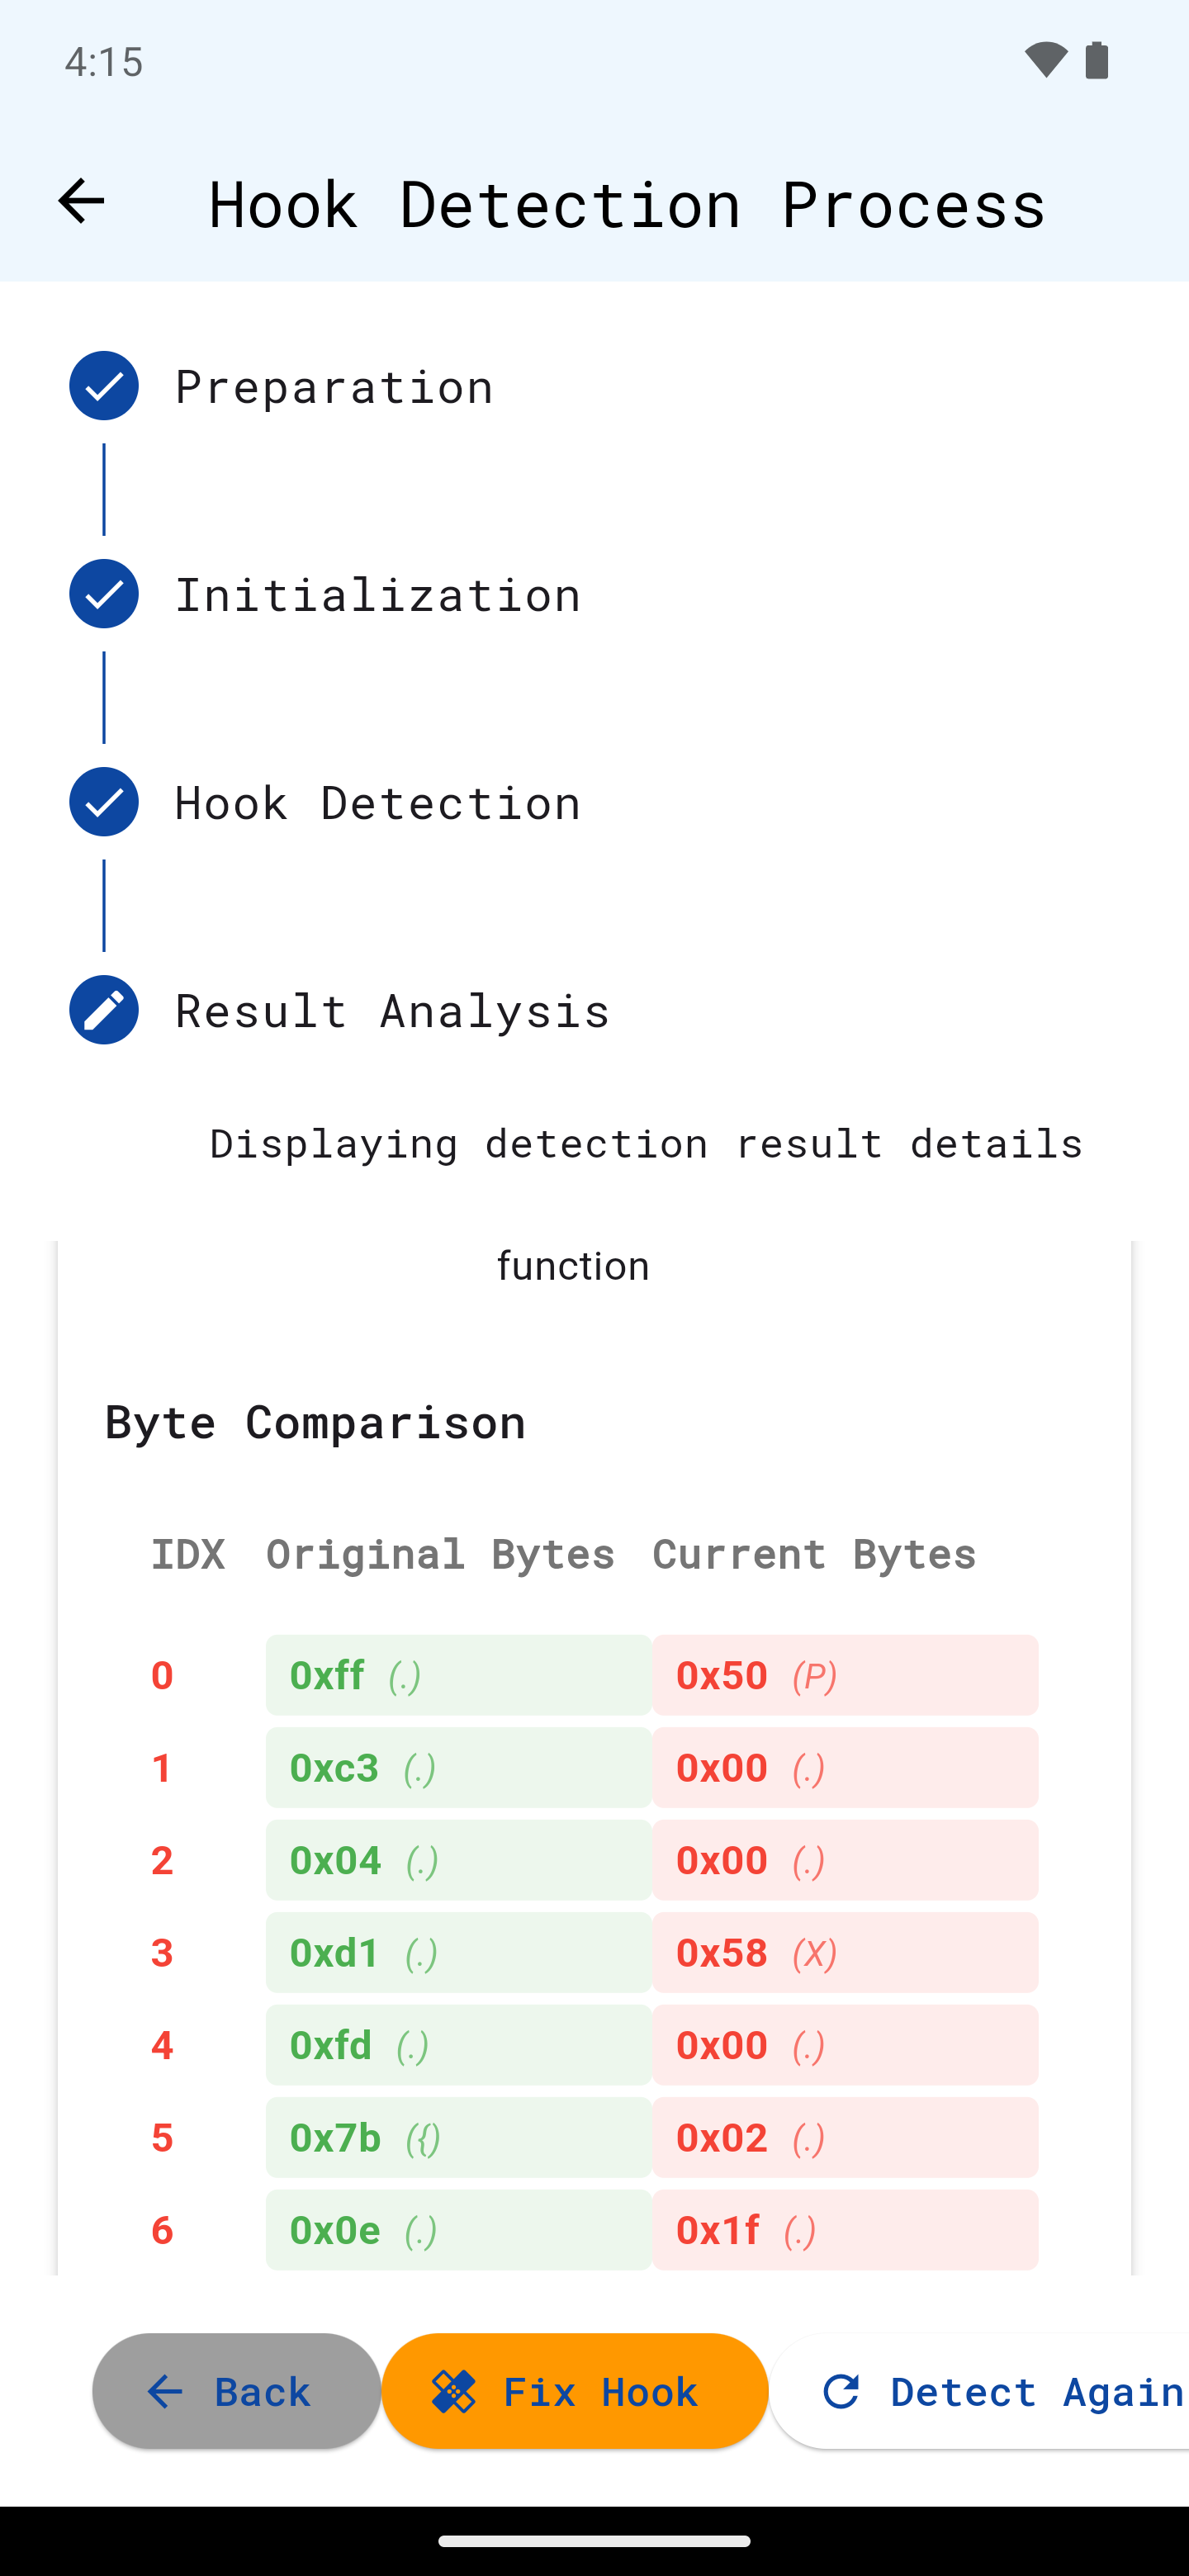 4:15
Hook Detection Process
Preparation
Initialization
Hook Detection
Result Analysis
Displaying detection result details
function
Byte Comparison
IDX Original Bytes Current Bytes
0 0xff (.) 0x50 (P)
1 0xc3 (.) 0x00 (.)
2 0x04 (.) 0x00 (.)
3 0xd1 (.) 0x58 (X)
4 0xfd (.) 0x00 (.)
5 0x7b ({) 0x02 (.)
6 0x0e (.) 0x1f (.)
Back Fix Hook Detect Again